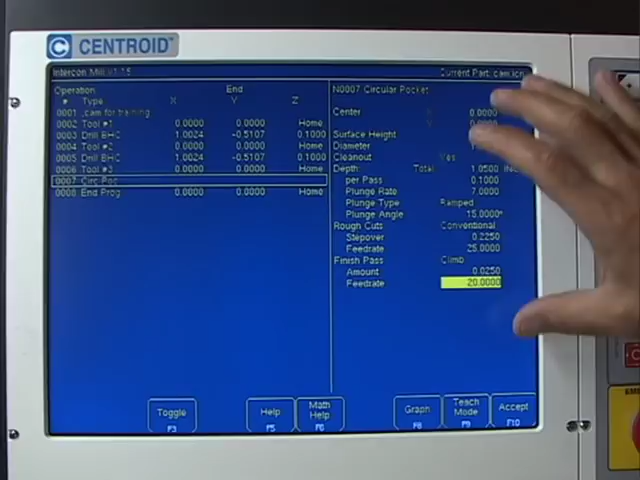 CENTROID
Intercon Mill v1.15
Current Part: cam.icn
Operation End
# Type X Y Z
0001 ,cam for training
0002 Tool #1 0.0000 0.0000 Home
0003 Drill BHC 1.0024 -0.5107 0.1000
0004 Tool #2 0.0000 0.0000 Home
0005 Drill BHC 1.0024 -0.5107 0.1000
0006 Tool #3 0.0000 0.0000 Home
0007 Circ Poc
0008 End Prog 0.0000 0.0000 Home
N0007 Circular Pocket
Center X 0.0000
Y 0.0000
Surface Height
Diameter
Cleanout Yes
Depth: Total 1.0500
per Pass 0.1000
Plunge Rate 7.0000
Plunge Type Ramped
Plunge Angle 15.0000°
Rough Cuts Conventional
Stepover 0.2250
Feedrate 25.0000
Finish Pass Climb
Amount 0.0250
Feedrate 20.0000
Toggle F3
Help F5
Math Help F6
Graph F8
Teach Mode F9
Accept F10